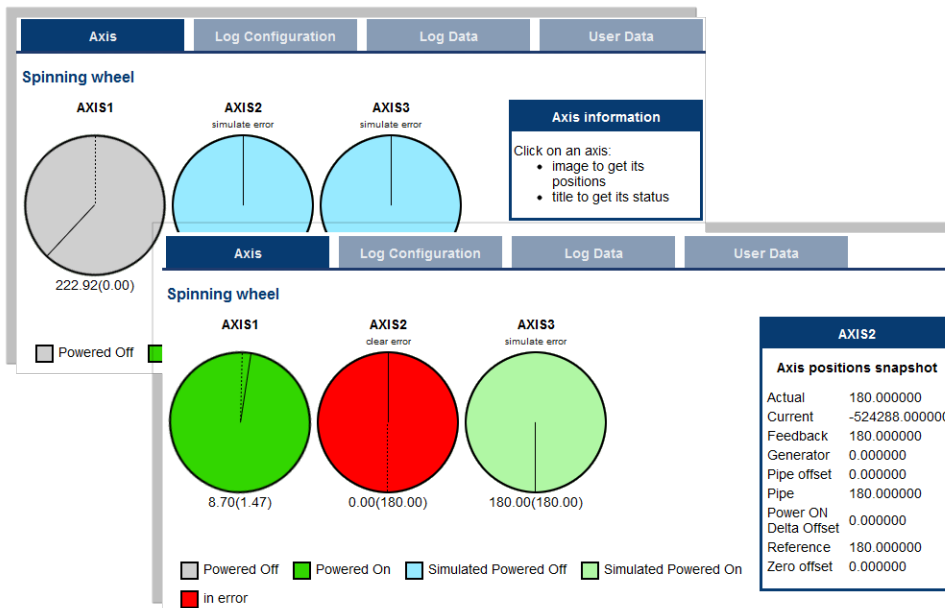 Axis
Log Configuration
Log Data
User Data
Spinning wheel
AXIS1
AXIS2
AXIS3
simulate error
simulate error
222.92(0.00)
Axis information
Click on an axis:
• image to get its
positions
• title to get its status
Powered Off
Axis
Log Configuration
Log Data
User Data
Spinning wheel
AXIS1
AXIS2
AXIS3
clear error
simulate error
8.70(1.47)
0.00(180.00)
180.00(180.00)
Powered Off
Powered On
Simulated Powered Off
Simulated Powered On
in error
AXIS2
Axis positions snapshot
Actual 180.000000
Current -524288.000000
Feedback 180.000000
Generator 0.000000
Pipe offset 0.000000
Pipe 180.000000
Power ON
Delta Offset 0.000000
Reference 180.000000
Zero offset 0.000000